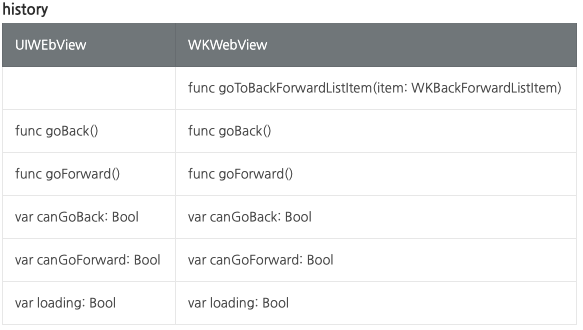 history
UIWEbView WKWebView
func goToBackForwardListItem(item: WKBackForwardListItem)
func goBack() func goBack()
func goForward() func goForward()
var canGoBack: Bool var canGoBack: Bool
var canGoForward: Bool var canGoForward: Bool
var loading: Bool var loading: Bool